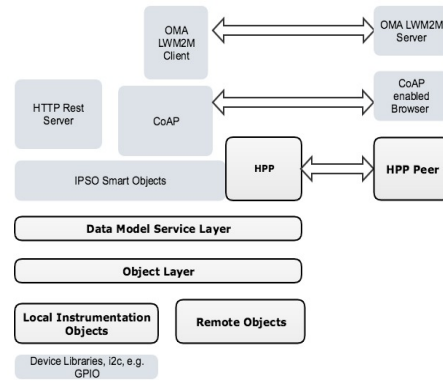 OMA
LWM2M
Client
OMA LWM2M
Server
HTTP Rest
Server
CoAP
CoAP
enabled
Browser
IPSO Smart Objects
HPP
HPP Peer
Data Model Service Layer
Object Layer
Local Instrumentation
Objects
Remote Objects
Device Libraries, i2c, e.g.
GPIO